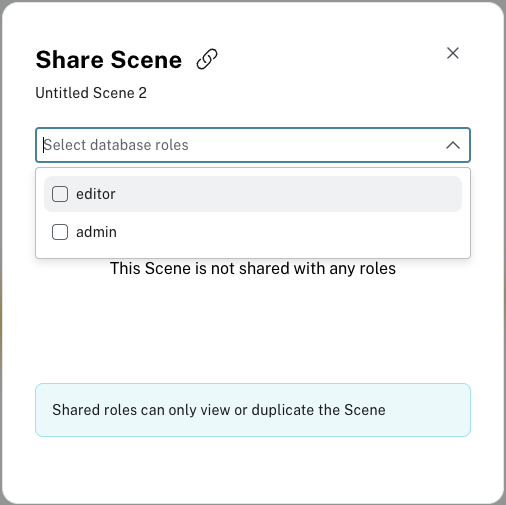 Share Scene
Untitled Scene 2
Select database roles
editor
admin
This Scene is not shared with any roles
Shared roles can only view or duplicate the Scene